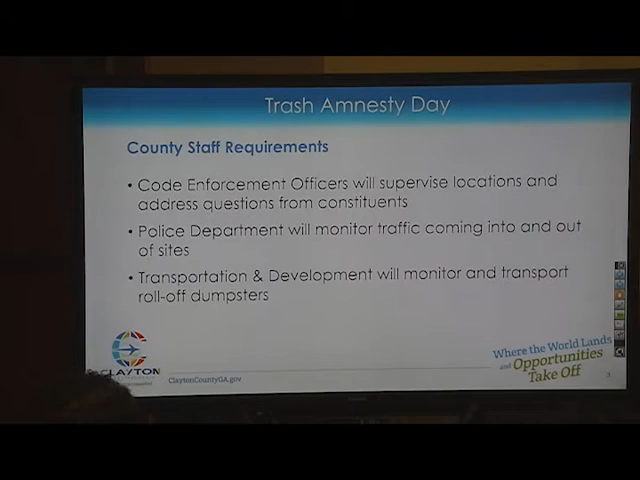 Trash Amnesty Day
County Staff Requirements
• Code Enforcement Officers will supervise locations and
address questions from constituents
• Police Department will monitor traffic coming into and out
of sites
• Transportation & Development will monitor and transport
roll-off dumpsters
CLAYTON
ClaytonCountyGA.gov
Where the World Lands
and Opportunities
Take Off